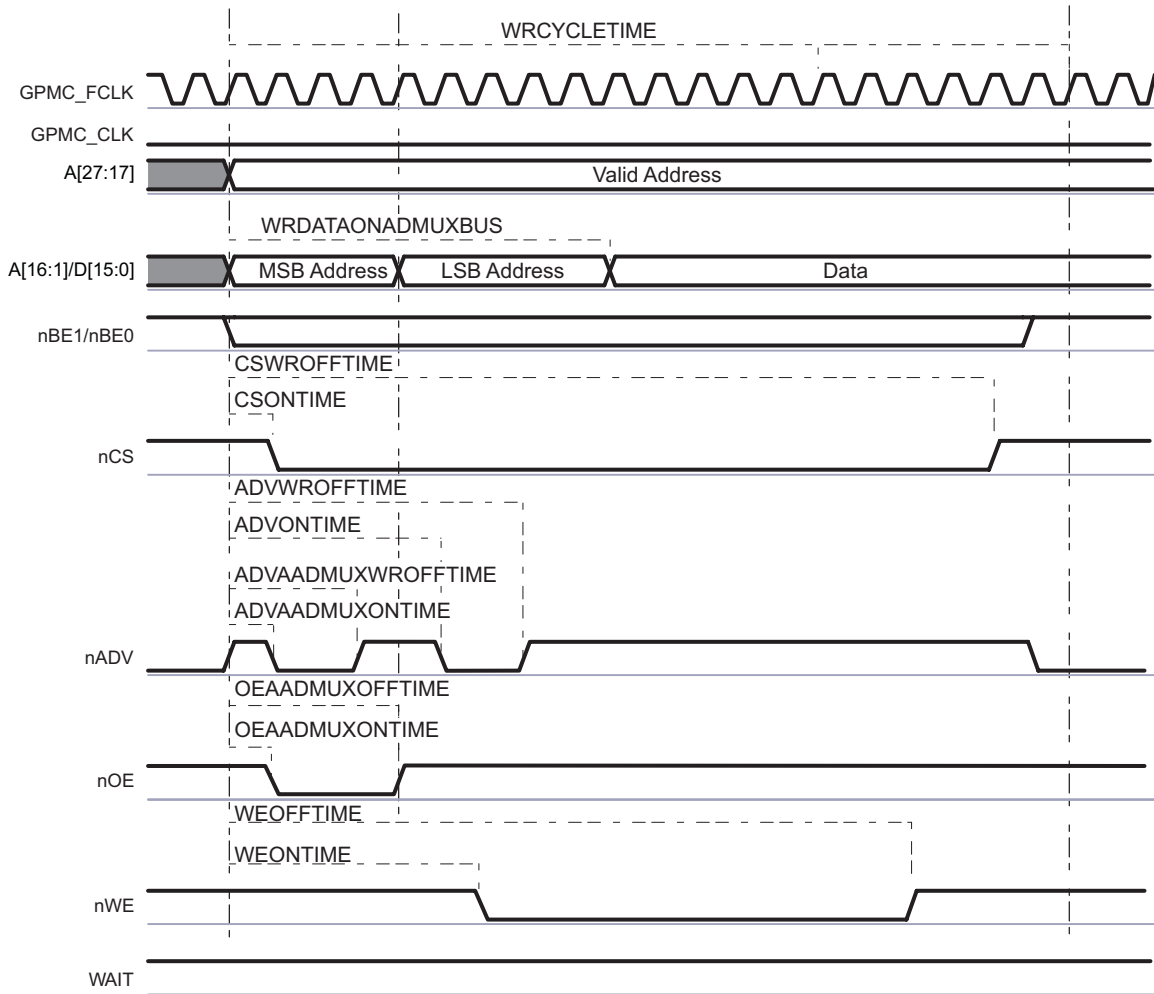 WRCYCLETIME
GPMC_FCLK
GPMC_CLK
A[27:17]
Valid Address
WRDATAONADMUXBUS
A[16:1]/D[15:0]
MSB Address
LSB Address
Data
nBE1/nBE0
CSWROFFTIME
CSONTIME
nCS
ADVWROFFTIME
ADVONTIME
ADVAADMUXWROFFTIME
ADVAADMUXONTIME
nADV
OEAADMUXOFFTIME
OEAADMUXONTIME
nOE
WEOFFTIME
WEONTIME
nWE
WAIT